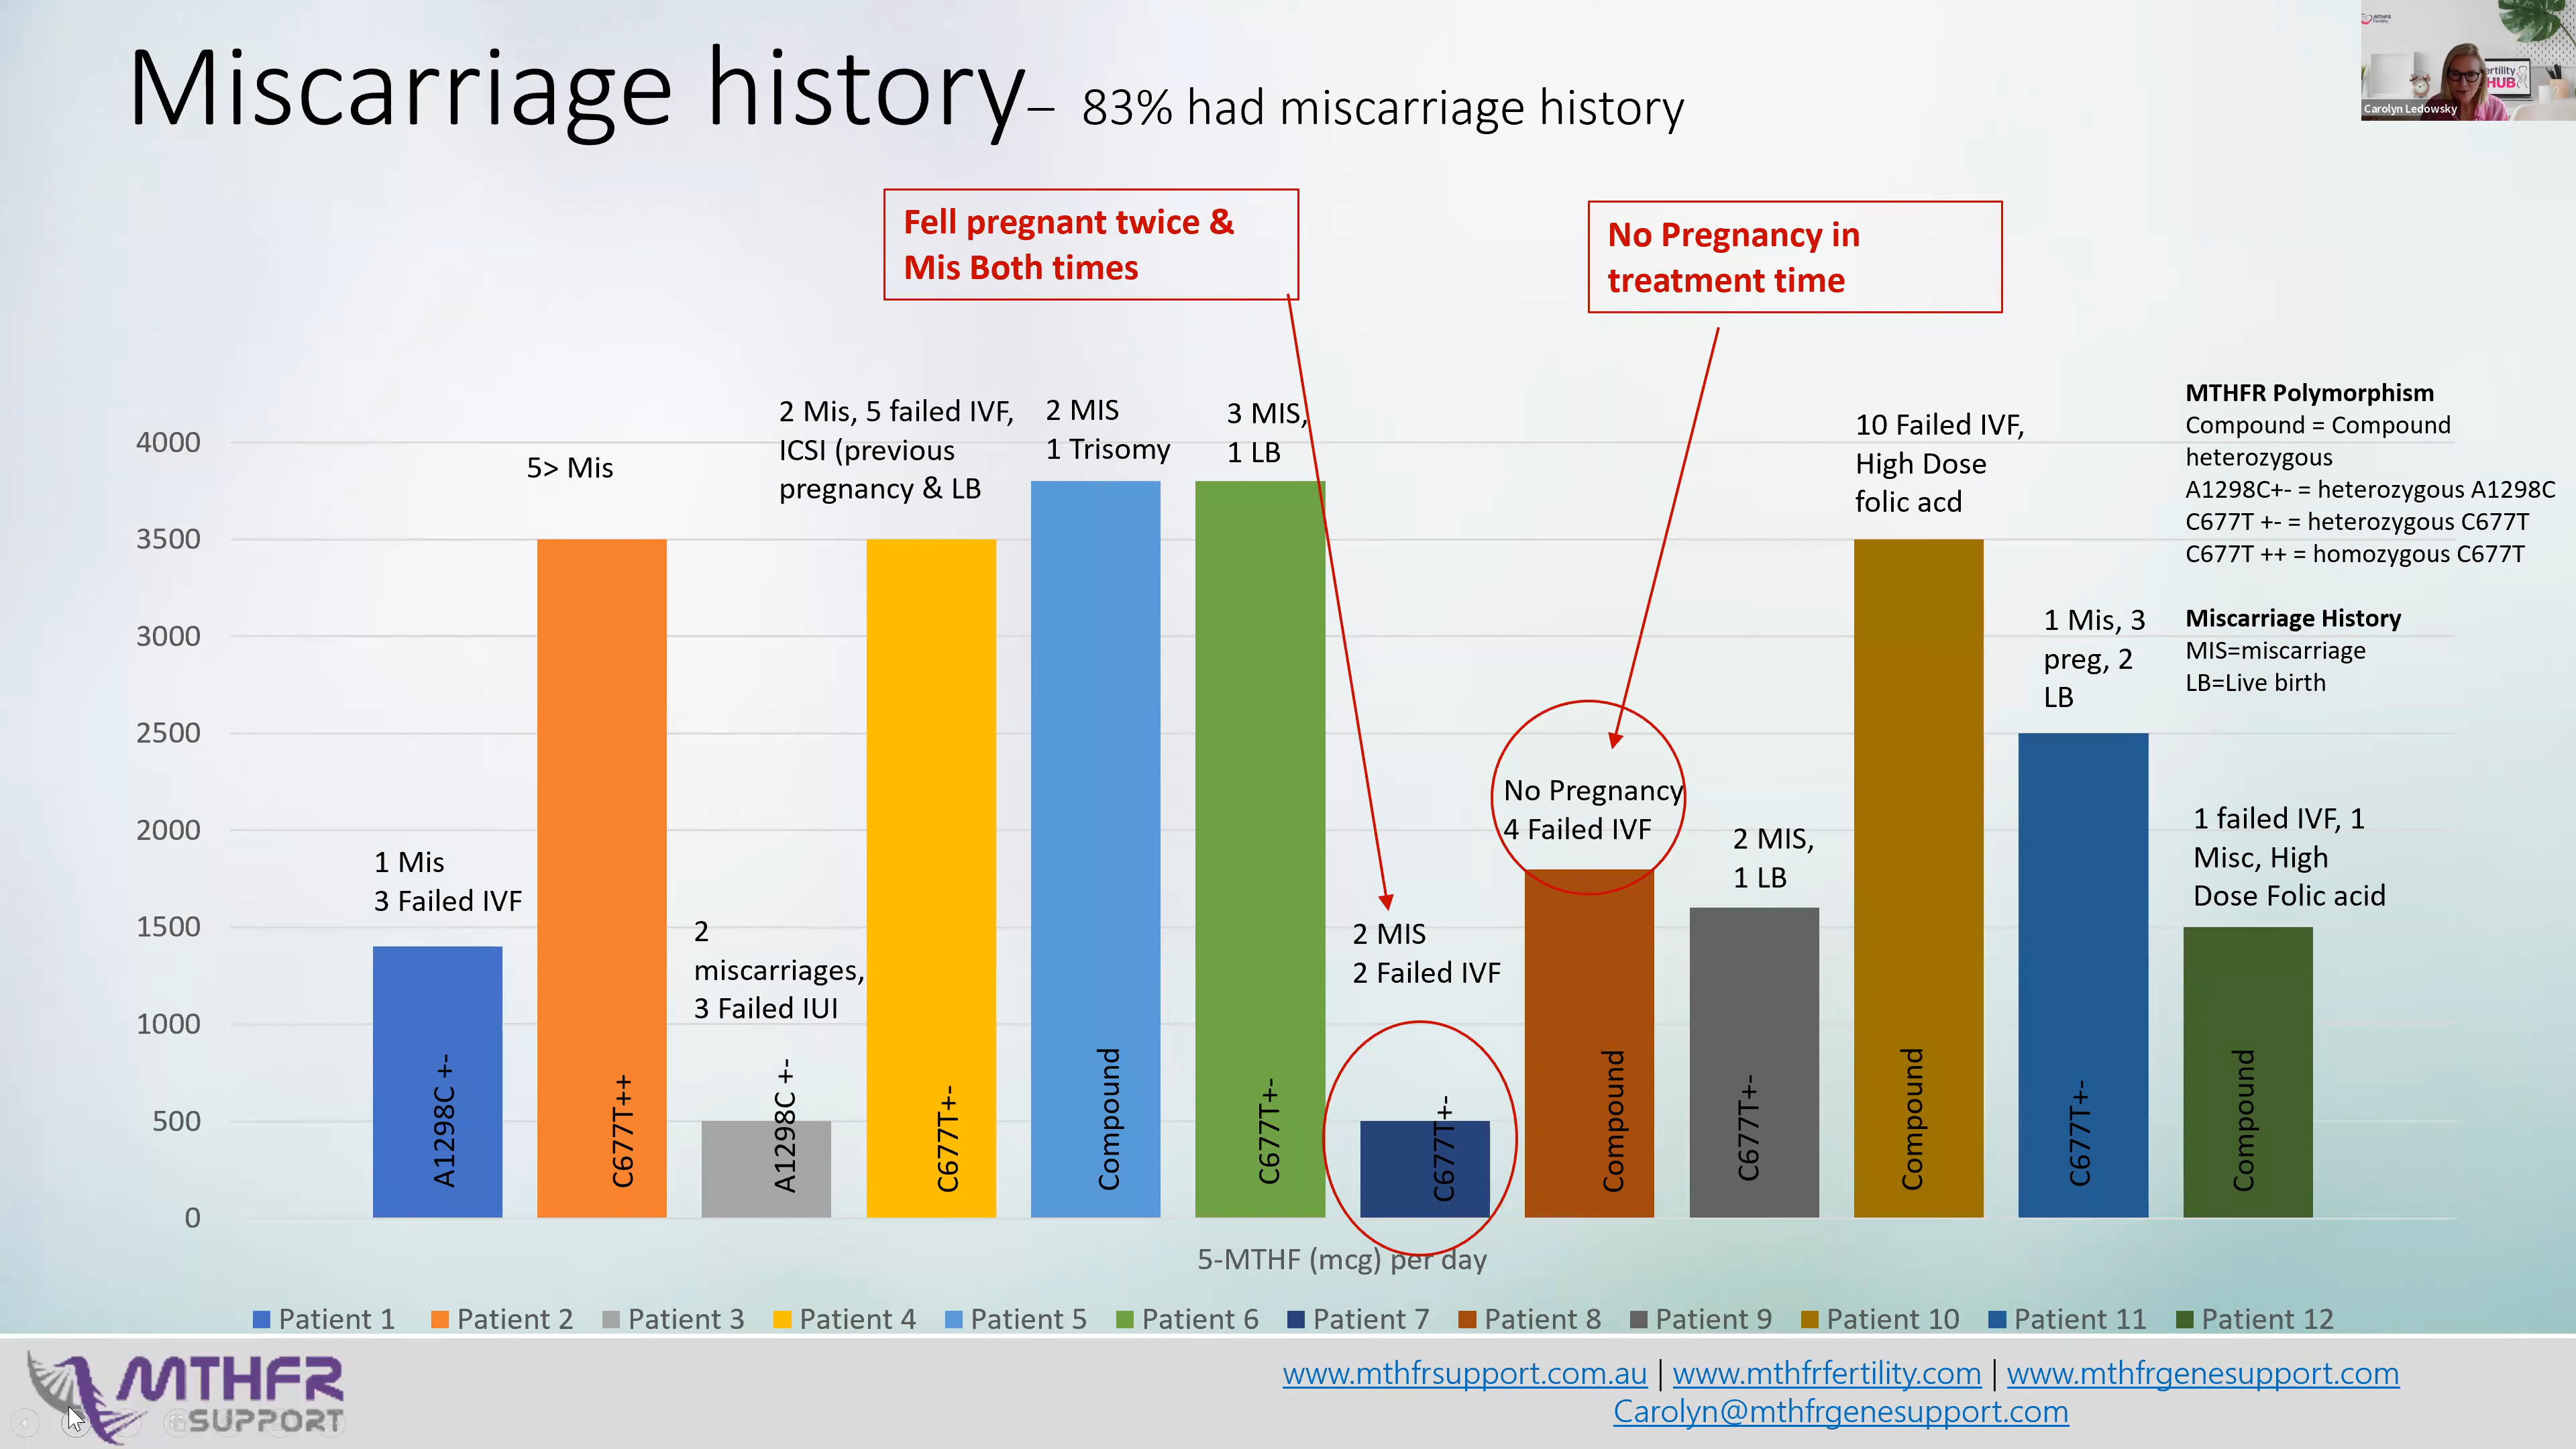 Miscarriage history– 83% had miscarriage history
MTHFR
Fertility
ertility
HUB
Carolyn Ledowsky
Fell pregnant twice &
Mis Both times
No Pregnancy in
treatment time
4000
3500
3000
2500
2000
1500
1000
500
0
1 Mis
3 Failed IVF
5> Mis
2
miscarriages,
3 Failed IUI
2 Mis, 5 failed IVF,
ICSI (previous
pregnancy & LB
2 MIS
1 Trisomy
3 MIS,
1 LB
2 MIS
2 Failed IVF
No Pregnancy
4 Failed IVF
2 MIS,
1 LB
10 Failed IVF,
High Dose
folic acd
1 Mis, 3
preg, 2
LB
1 failed IVF, 1
Misc, High
Dose Folic acid
MTHFR Polymorphism
Compound = Compound
heterozygous
A1298C+- = heterozygous A1298C
C677T +- = heterozygous C677T
C677T ++ = homozygous C677T
Miscarriage History
MIS=miscarriage
LB=Live birth
A1298C +-
C677T++
A1298C +-
C677T+-
Compound
C677T+-
C677T+-
Compound
C677T+-
Compound
C677T+-
Compound
5-MTHF (mcg) per day
Patient 1 Patient 2 Patient 3 Patient 4 Patient 5 Patient 6 Patient 7 Patient 8 Patient 9 Patient 10 Patient 11 Patient 12
MTHFR
SUPPORT
www.mthfrsupport.com.au | www.mthfrfertility.com | www.mthfrgenesupport.com
Carolyn@mthfrgenesupport.com